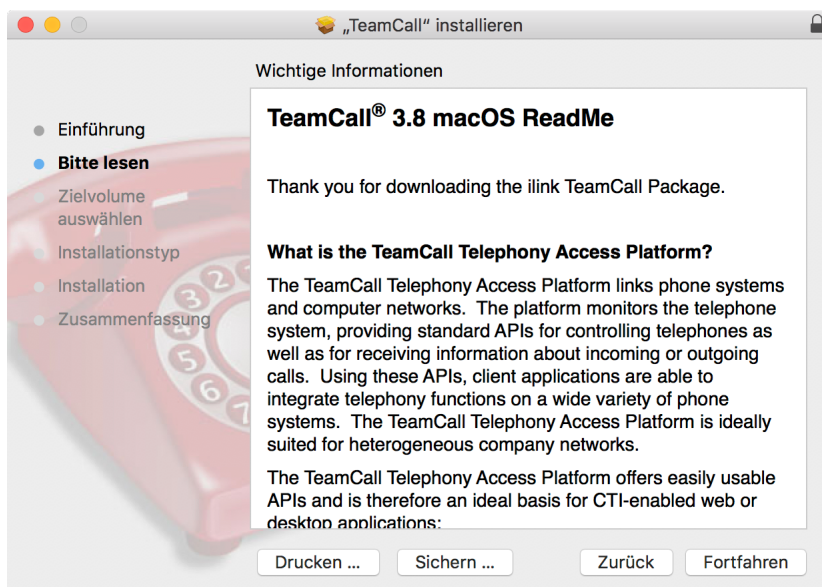 „TeamCall“ installieren
Wichtige Informationen
Einführung
Bitte lesen
Zielvolume
auswählen
Installationstyp
Installation
Zusammenfassung
TeamCall® 3.8 macOS ReadMe
Thank you for downloading the ilink TeamCall Package.
What is the TeamCall Telephony Access Platform?
The TeamCall Telephony Access Platform links phone systems
and computer networks.  The platform monitors the telephone
system, providing standard APIs for controlling telephones as
well as for receiving information about incoming or outgoing
calls.  Using these APIs, client applications are able to
integrate telephony functions on a wide variety of phone
systems.  The TeamCall Telephony Access Platform is ideally
suited for heterogeneous company networks.
The TeamCall Telephony Access Platform offers easily usable
APIs and is therefore an ideal basis for CTI-enabled web or
desktop applications:
Drucken ...
Sichern ...
Zurück
Fortfahren